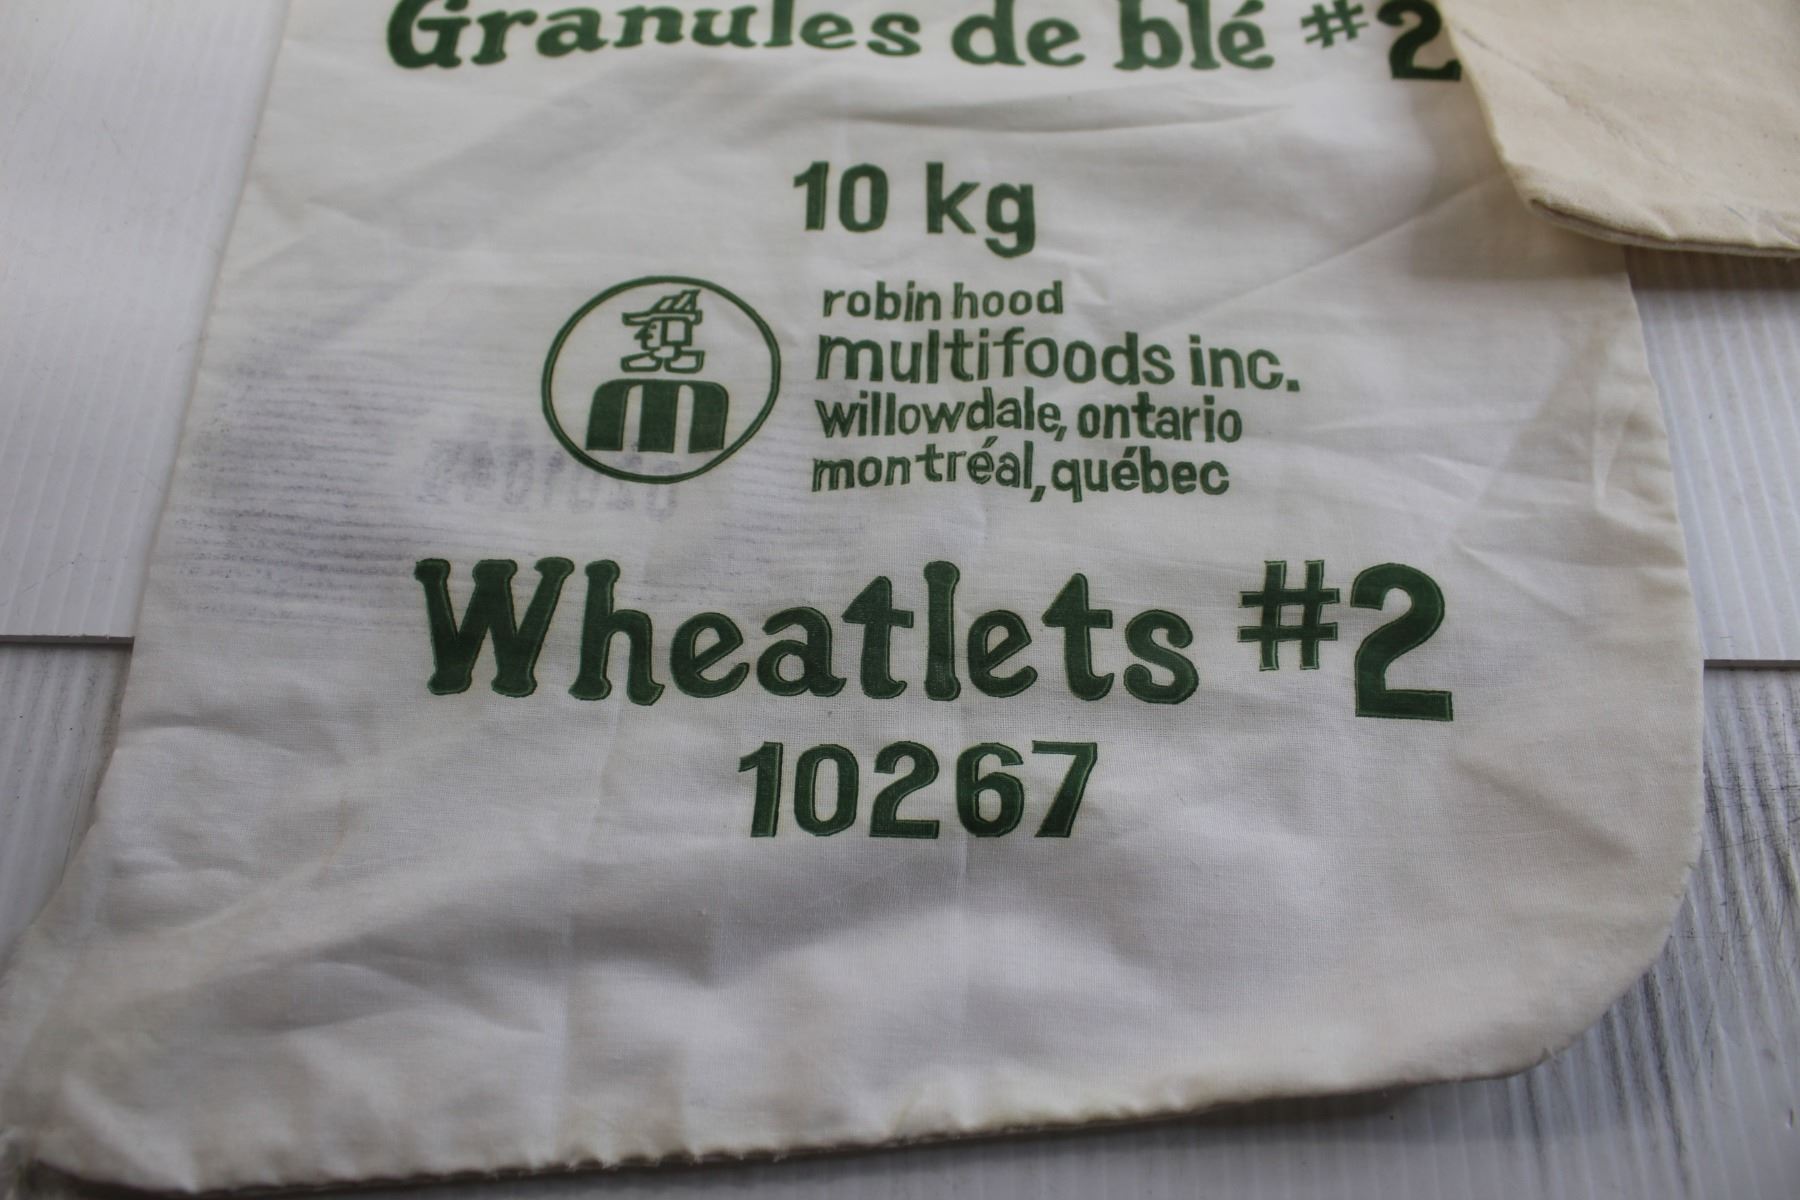 Granules de blé #2
10 kg
robin hood
multifoods inc.
willowdale, ontario
montréal, québec
Wheatlets #2
10267